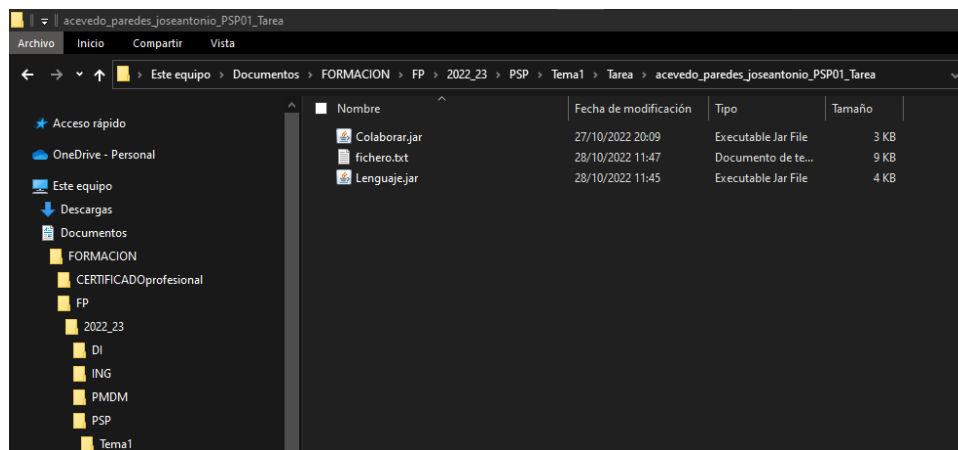 acevedo_paredes_joseantonio_PSP01_Tarea
Archivo Inicio Compartir Vista
Este equipo > Documentos > FORMACION > FP > 2022_23 > PSP > Tema1 > Tarea > acevedo_paredes_joseantonio_PSP01_Tarea
Nombre Fecha de modificación Tipo Tamaño
Acceso rápido
Colaborar.jar 27/10/2022 20:09 Executable Jar File 3 KB
OneDrive - Personal
fichero.txt 28/10/2022 11:47 Documento de te... 9 KB
Este equipo
Lenguaje.jar 28/10/2022 11:45 Executable Jar File 4 KB
Descargas
Documentos
FORMACION
CERTIFICADOprofesional
FP
2022_23
DI
ING
PMDM
PSP
Tema1